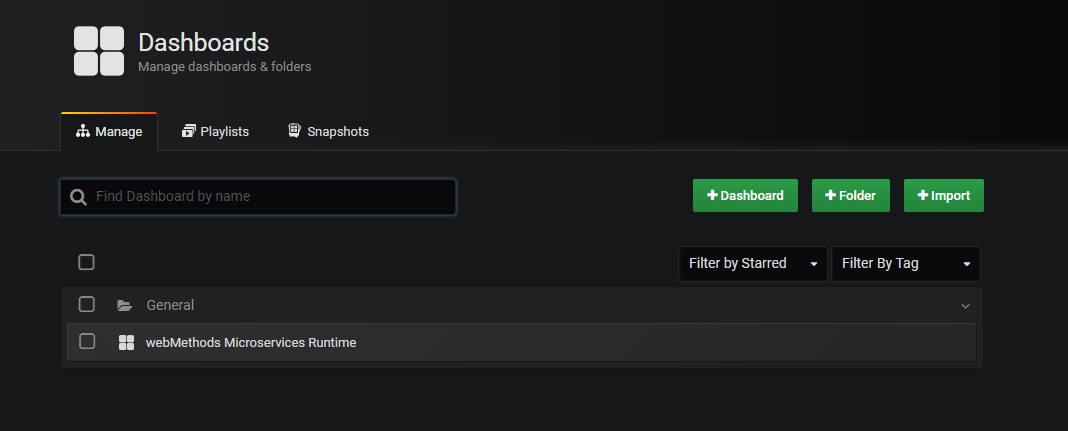 Dashboards
Manage dashboards & folders
Manage Playlists Snapshots
Find Dashboard by name
Dashboard Folder Import
Filter by Starred Filter By Tag
General
webMethods Microservices Runtime